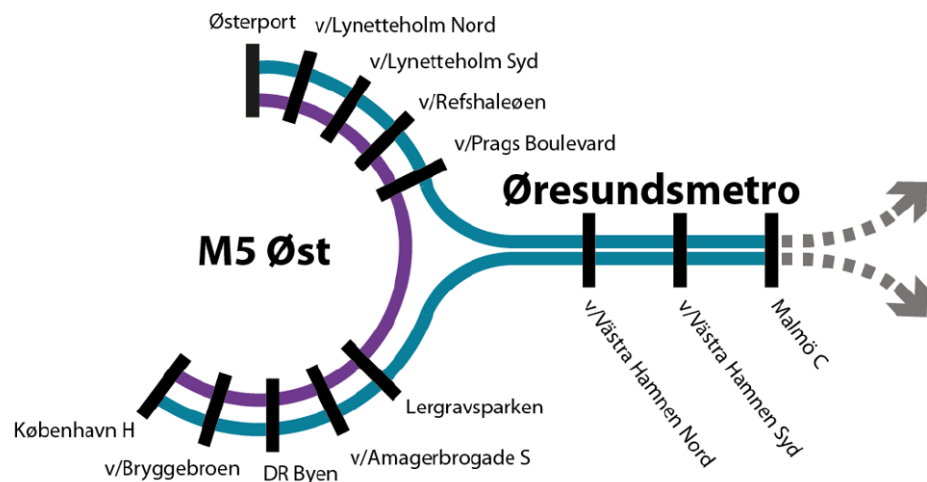 Østerport
v/Lynetteholm Nord
v/Lynetteholm Syd
v/Refshaleøen
v/Prags Boulevard
Øresundsmetro
M5 Øst
v/Västra Hamnen Nord
v/Västra Hamnen Syd
Malmö C
Lergravsparken
København H
v/Amagerbrogade S
v/Bryggebroen
DR Byen